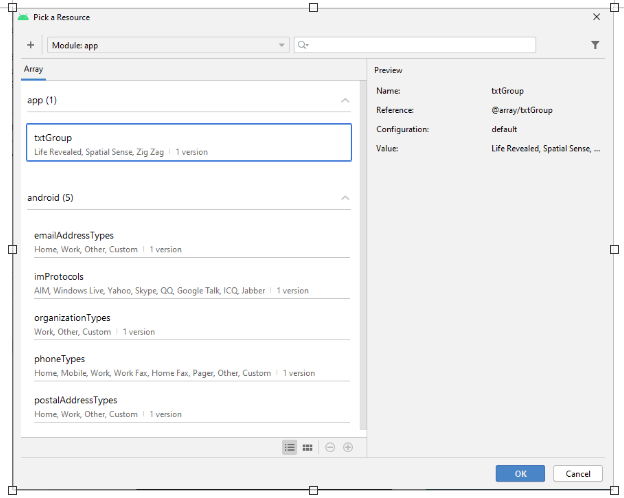 Pick a Resource
Module: app
Array
app (1)
txtGroup
Life Revealed, Spatial Sense, Zig Zag | 1 version
android (5)
emailAddressTypes
Home, Work, Other, Custom | 1 version
imProtocols
AIM, Windows Live, Yahoo, Skype, QQ, Google Talk, ICQ, Jabber | 1 version
organizationTypes
Work, Other, Custom | 1 version
phoneTypes
Home, Mobile, Work, Work Fax, Home Fax, Pager, Other, Custom | 1 version
postalAddressTypes
Home, Work, Other, Custom | 1 version
Preview
Name: txtGroup
Reference: @array/txtGroup
Configuration: default
Value: Life Revealed, Spatial Sense, ...
OK Cancel